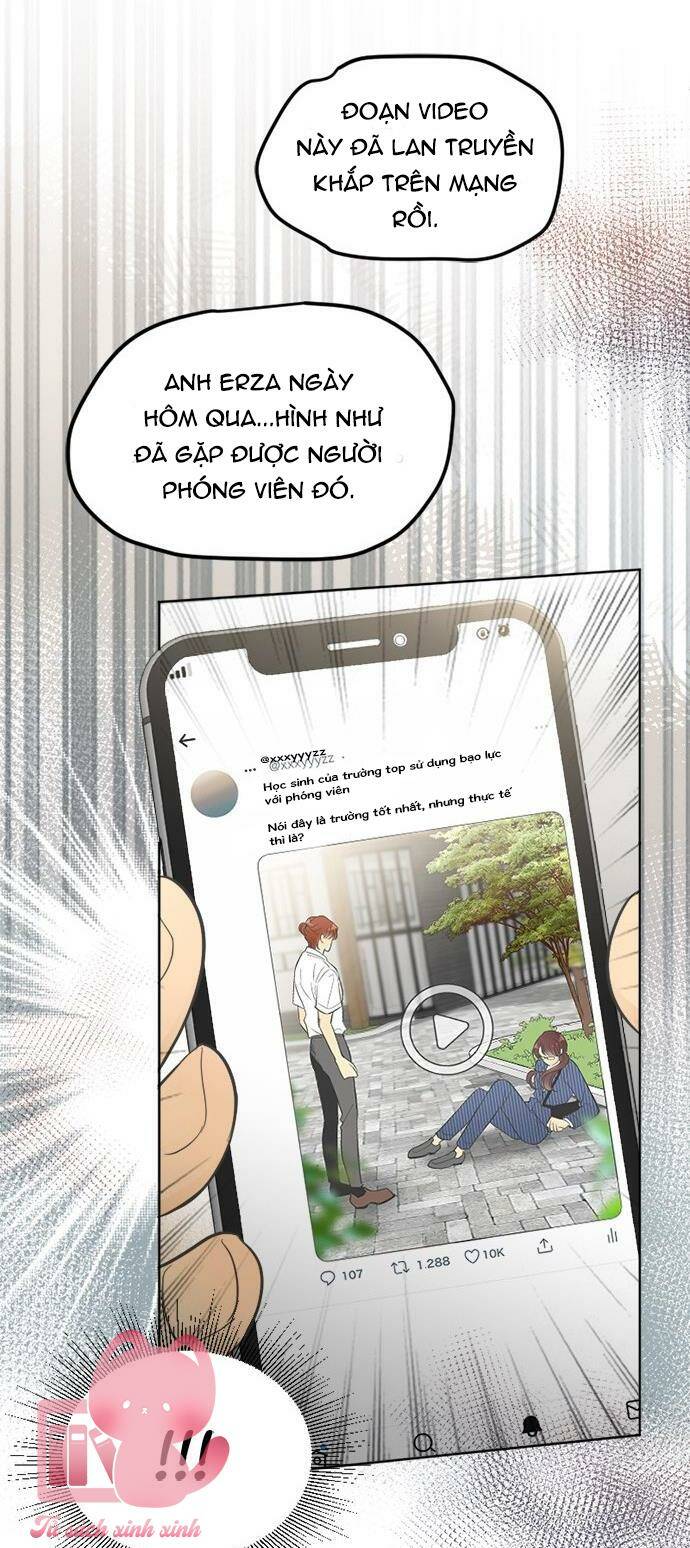 ĐOẠN VIDEO
NÀY ĐÃ LAN TRUYỀN
KHẮP TRÊN MẠNG
RỒI.
ANH ERZA NGÀY
HÔM QUA...HÌNH NHƯ
ĐÃ GẶP ĐƯỢC NGƯỜI
PHÓNG VIÊN ĐÓ.
@xxxyyyzz
@xxxyyyzz
Học sinh của trường top sử dụng bạo lực
với phóng viên
Nói đây là trường tốt nhất, nhưng thực tế
thì là?
107 1.288 10K
!!!
Tủ sách xinh xinh